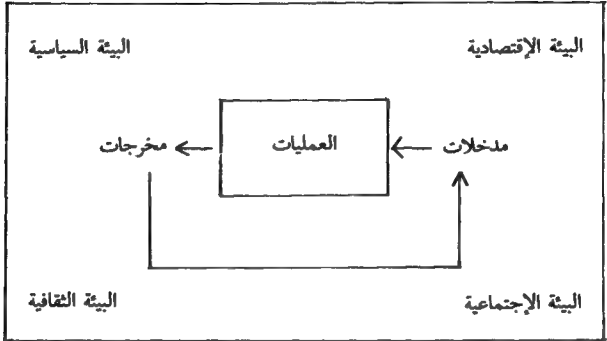 البيئة الإقتصادية البيئة السياسية
مدخلات العمليات مخرجات
البيئة الإجتماعية البيئة الثقافية